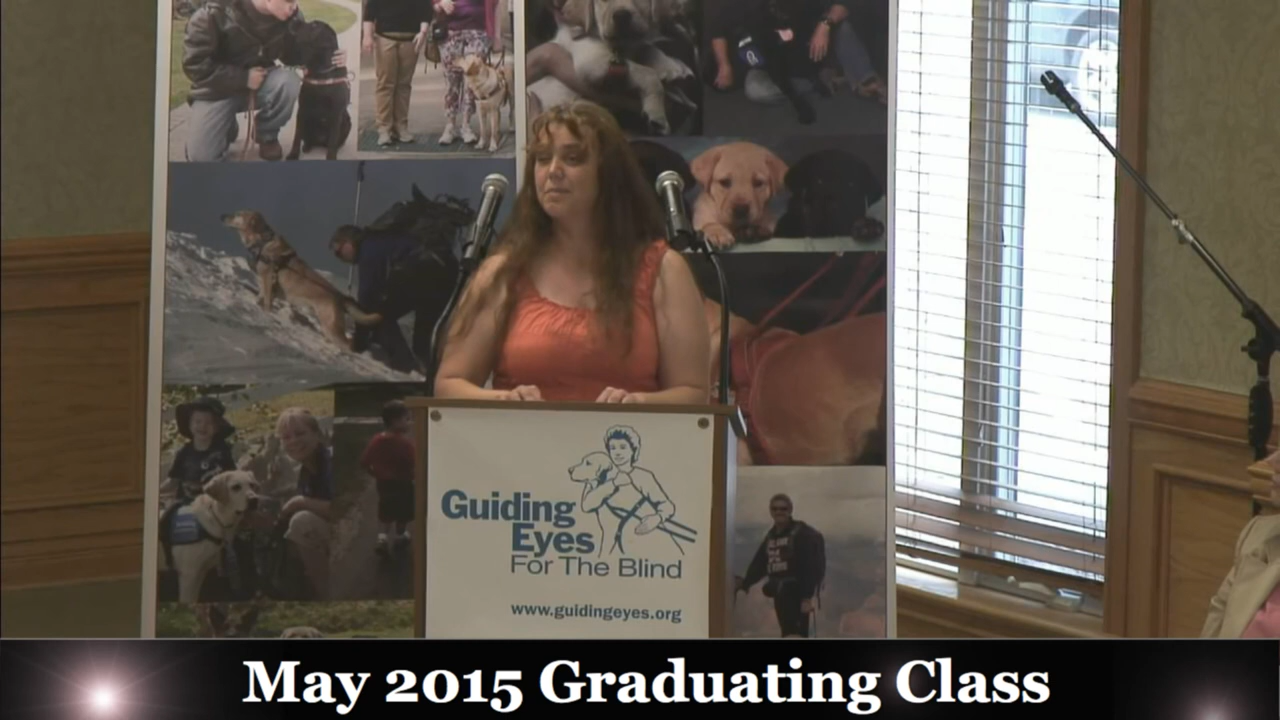 Guiding
Eyes
For The Blind
www.guidingeyes.org
May 2015 Graduating Class